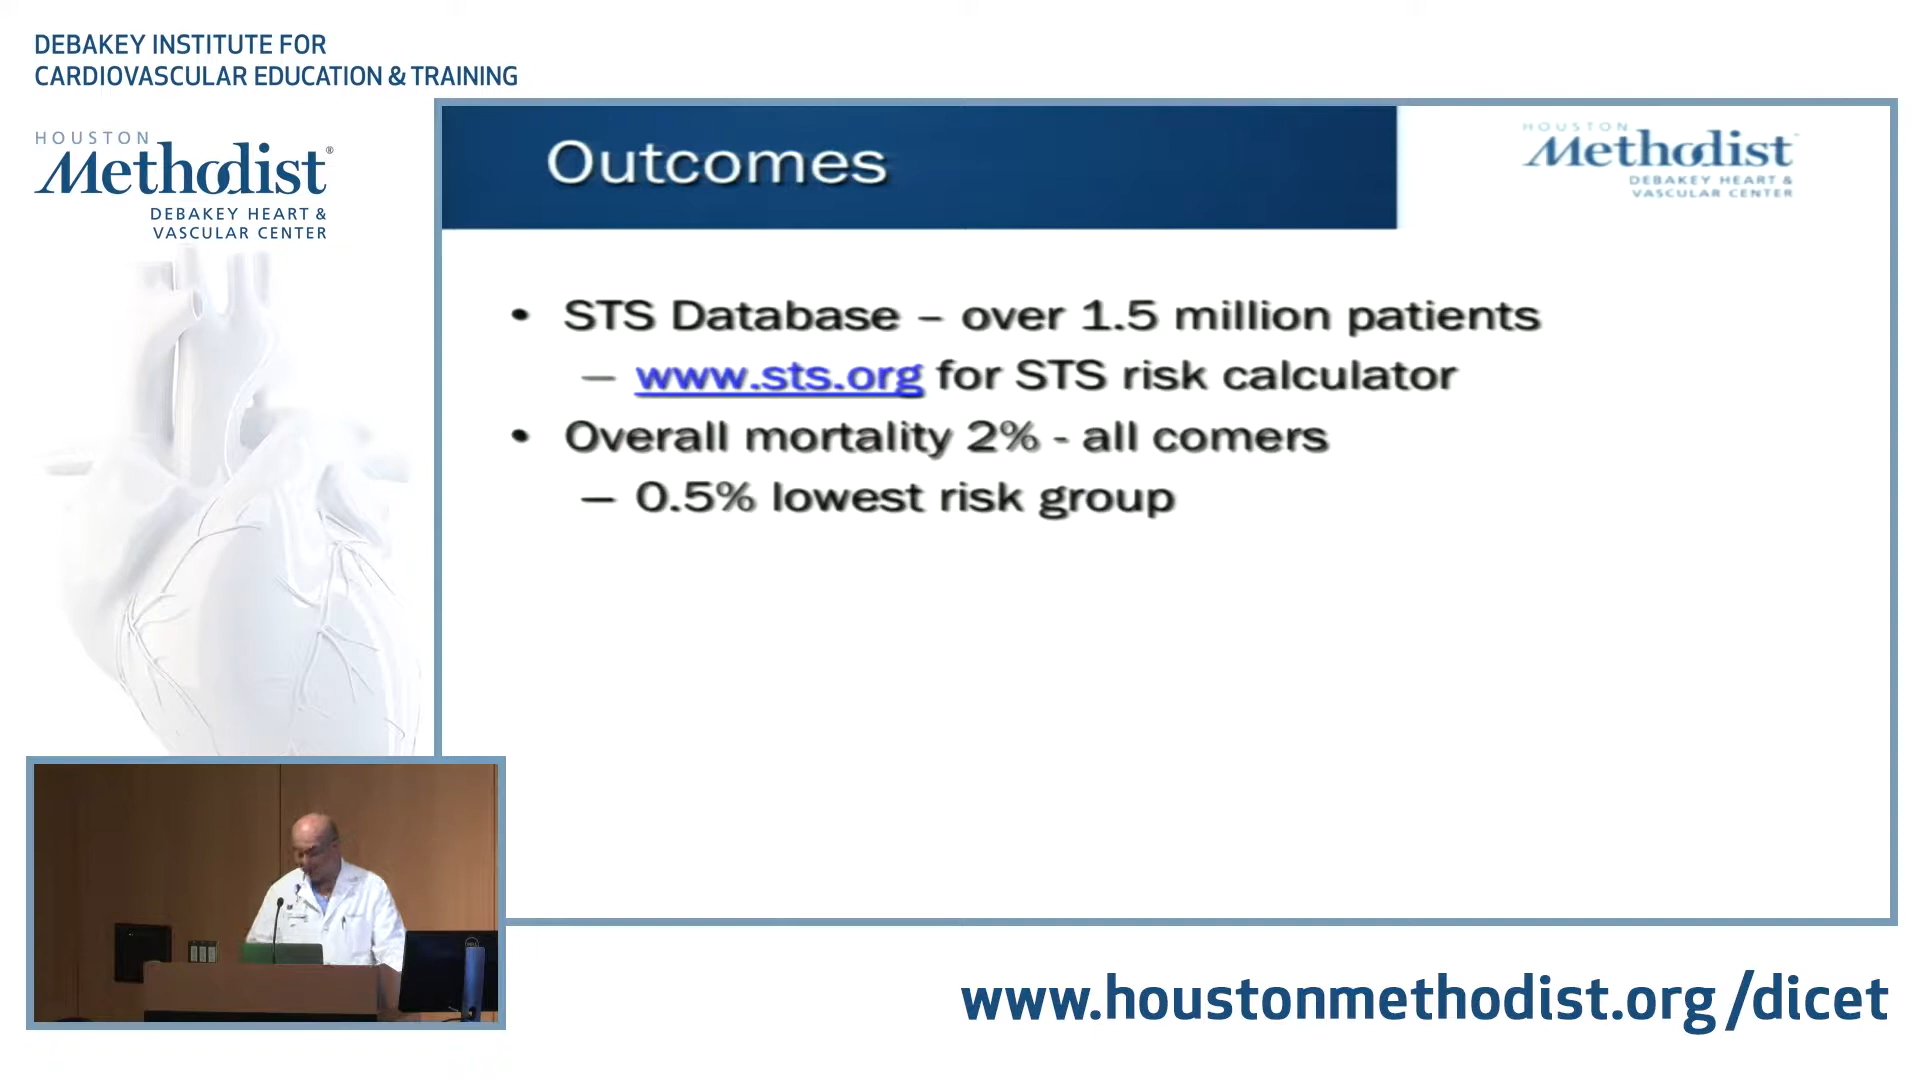 DEBAKEY INSTITUTE FOR
CARDIOVASCULAR EDUCATION & TRAINING
HOUSTON
Methodist®
DEBAKEY HEART &
VASCULAR CENTER
Outcomes
HOUSTON
Methodist
DEBAKEY HEART &
VASCULAR CENTER
• STS Database – over 1.5 million patients
– www.sts.org for STS risk calculator
• Overall mortality 2% - all comers
– 0.5% lowest risk group
www.houstonmethodist.org/dicet